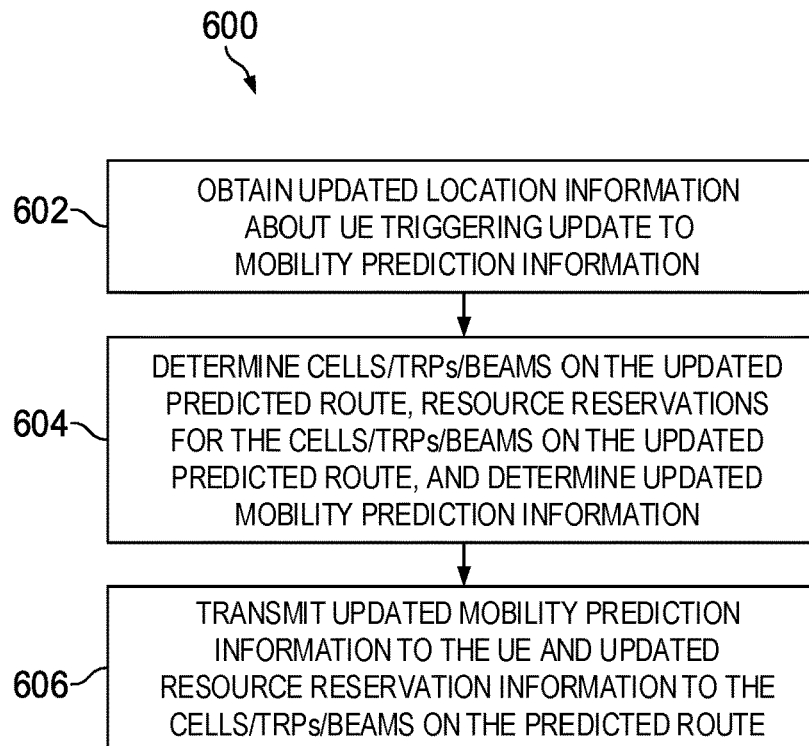 600
602
OBTAIN UPDATED LOCATION INFORMATION
ABOUT UE TRIGGERING UPDATE TO
MOBILITY PREDICTION INFORMATION
604
DETERMINE CELLS/TRPs/BEAMS ON THE UPDATED
PREDICTED ROUTE, RESOURCE RESERVATIONS
FOR THE CELLS/TRPs/BEAMS ON THE UPDATED
PREDICTED ROUTE, AND DETERMINE UPDATED
MOBILITY PREDICTION INFORMATION
606
TRANSMIT UPDATED MOBILITY PREDICTION
INFORMATION TO THE UE AND UPDATED
RESOURCE RESERVATION INFORMATION TO THE
CELLS/TRPs/BEAMS ON THE PREDICTED ROUTE